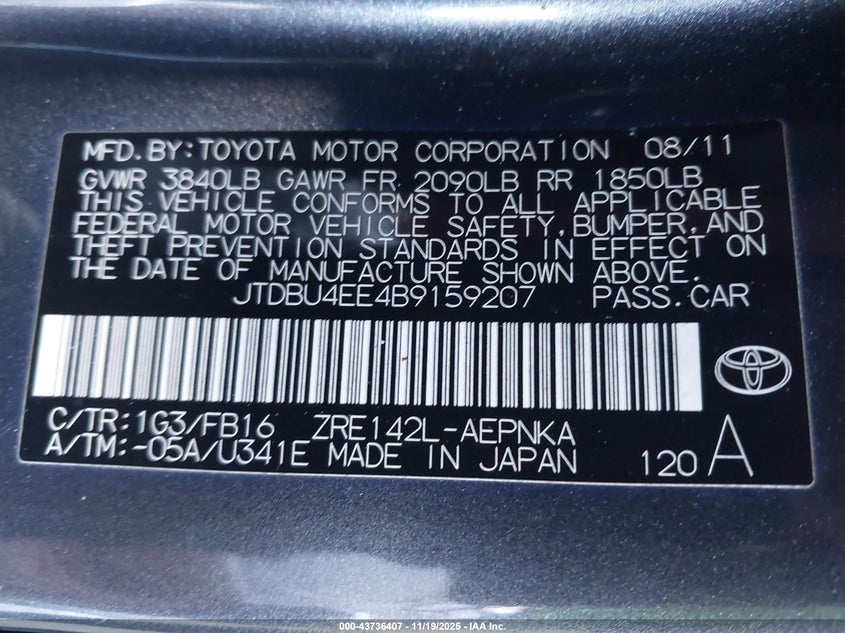 MFD.BY:TOYOTA MOTOR CORPORATION 08/11
GVWR 3840LB GAWR FR 2090LB RR 1850LB
THIS VEHICLE CONFORMS TO ALL APPLICABLE
FEDERAL MOTOR VEHICLE SAFETY,BUMPER,AND
THEFT PREVENTION STANDARDS IN EFFECT ON
THE DATE OF MANUFACTURE SHOWN ABOVE.
JTDBU4EE4B9159207 PASS.CAR
C/TR:1G3/FB16 ZRE142L-AEPNKA
A/TM:-05A/U341E MADE IN JAPAN 120 A
000-43736407 - 11/19/2025 - IAA Inc.